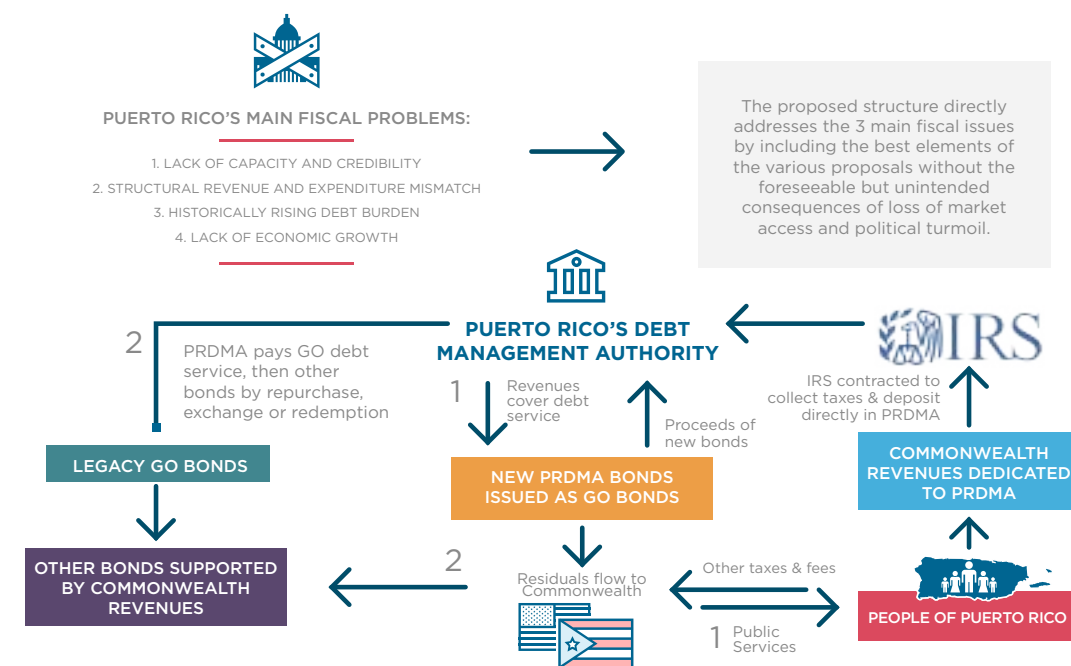 PUERTO RICO'S MAIN FISCAL PROBLEMS:
1. LACK OF CAPACITY AND CREDIBILITY
2. STRUCTURAL REVENUE AND EXPENDITURE MISMATCH
3. HISTORICALLY RISING DEBT BURDEN
4. LACK OF ECONOMIC GROWTH
The proposed structure directly
addresses the 3 main fiscal issues
by including the best elements of
the various proposals without the
foreseeable but unintended
consequences of loss of market
access and political turmoil.
PUERTO RICO'S DEBT
MANAGEMENT AUTHORITY
IRS
2
PRDMA pays GO debt
service, then other
bonds by repurchase,
exchange or redemption
1
Revenues
cover debt
service
Proceeds of
new bonds
IRS contracted to
collect taxes & deposit
directly in PRDMA
LEGACY GO BONDS
NEW PRDMA BONDS
ISSUED AS GO BONDS
COMMONWEALTH
REVENUES DEDICATED
TO PRDMA
OTHER BONDS SUPPORTED
BY COMMONWEALTH
REVENUES
2
Residuals flow to
Commonwealth
Other taxes & fees
1
Public
Services
PEOPLE OF PUERTO RICO